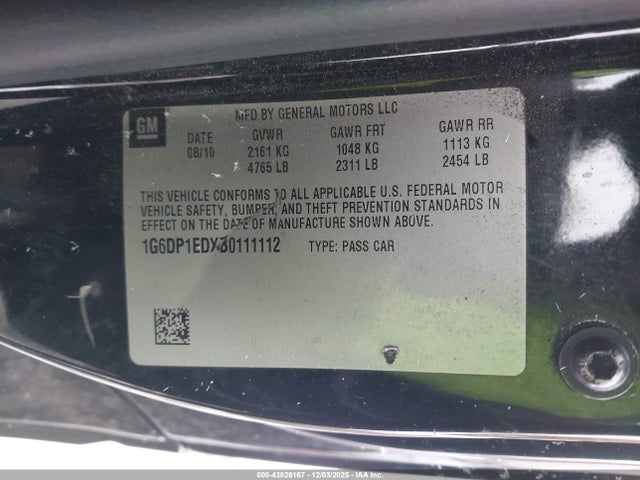 GM
MFD BY GENERAL MOTORS LLC
DATE GVWR GAWR FRT GAWR RR
08/10 2161 KG 1048 KG 1113 KG
4765 LB 2311 LB 2454 LB
THIS VEHICLE CONFORMS TO ALL APPLICABLE U.S. FEDERAL MOTOR
VEHICLE SAFETY, BUMPER, AND THEFT PREVENTION STANDARDS IN
EFFECT ON THE DATE OF MANUFACTURE SHOWN ABOVE.
TYPE: PASS CAR
000-43826167 - 12/03/2025 - IAA Inc.